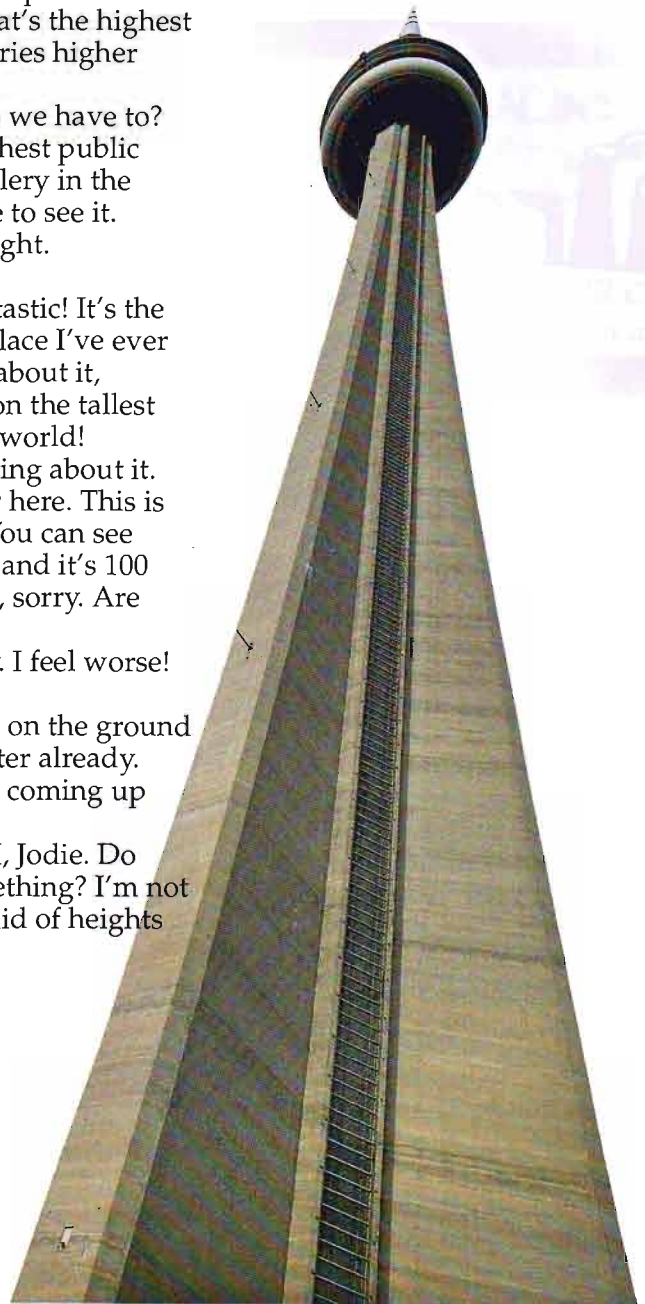 at's the highest
ries higher
we have to?
hest public
lery in the
e to see it.
ght.
tastic! It's the
lace I've ever
about it,
on the tallest
world!
ing about it.
r here. This is
You can see
and it's 100
, sorry. Are
. I feel worse!
on the ground
ter already.
coming up
I, Jodie. Do
ething? I'm not
id of heights